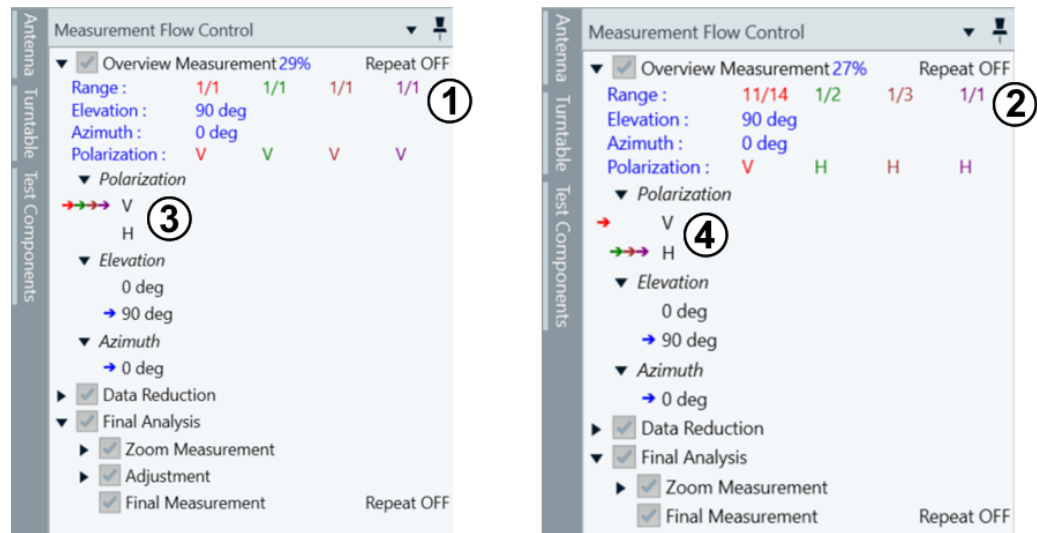 Antenna
Turntable
Test Components
Measurement Flow Control
Overview Measurement 29% Repeat OFF
Range : 1/1 1/1 1/1 1/1
1
Elevation : 90 deg
Azimuth : 0 deg
Polarization : V V V V
Polarization
V
3
H
Elevation
0 deg
90 deg
Azimuth
0 deg
Data Reduction
Final Analysis
Zoom Measurement
Adjustment
Final Measurement Repeat OFF
Antenna
Turntable
Test Components
Measurement Flow Control
Overview Measurement 27% Repeat OFF
Range : 11/14 1/2 1/3 1/1
2
Elevation : 90 deg
Azimuth : 0 deg
Polarization : V H H H
Polarization
V
4
H
Elevation
0 deg
90 deg
Azimuth
0 deg
Data Reduction
Final Analysis
Zoom Measurement
Final Measurement Repeat OFF